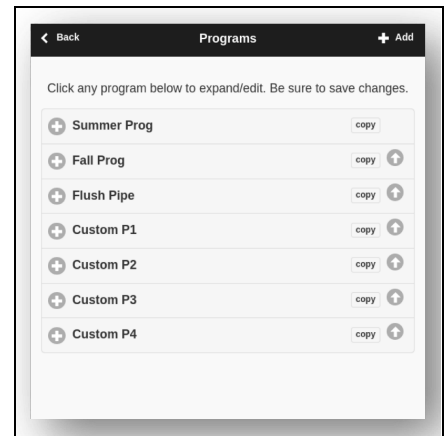 Back Programs Add
Click any program below to expand/edit. Be sure to save changes.
Summer Prog copy
Fall Prog copy
Flush Pipe copy
Custom P1 copy
Custom P2 copy
Custom P3 copy
Custom P4 copy